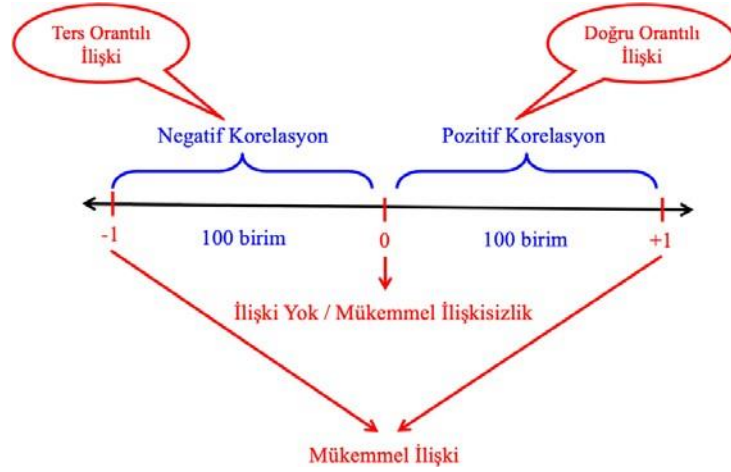 Ters Orantılı
İlişki
Doğru Orantılı
İlişki
Negatif Korelasyon
Pozitif Korelasyon
-1
100 birim
0
100 birim
+1
İlişki Yok / Mükemmel İlişkisizlik
Mükemmel İlişki